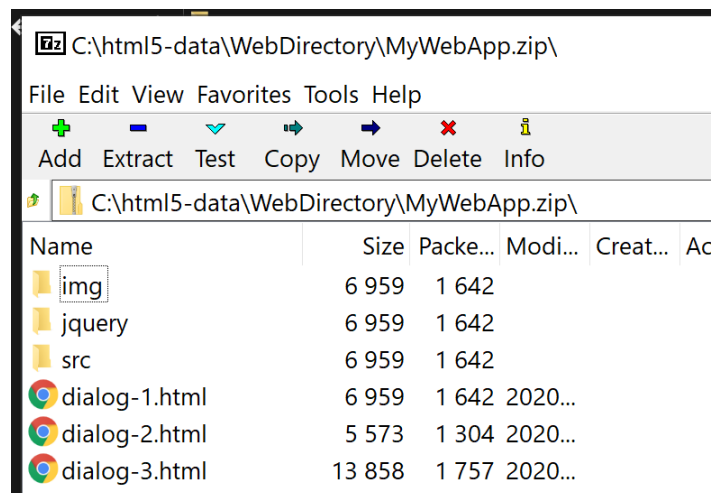 7z C:\html5-data\WebDirectory\MyWebApp.zip\
File Edit View Favorites Tools Help
Add Extract Test Copy Move Delete Info
C:\html5-data\WebDirectory\MyWebApp.zip\
Name Size Packe... Modi... Creat... Ac
img 6 959 1 642
jquery 6 959 1 642
src 6 959 1 642
dialog-1.html 6 959 1 642 2020...
dialog-2.html 5 573 1 304 2020...
dialog-3.html 13 858 1 757 2020...